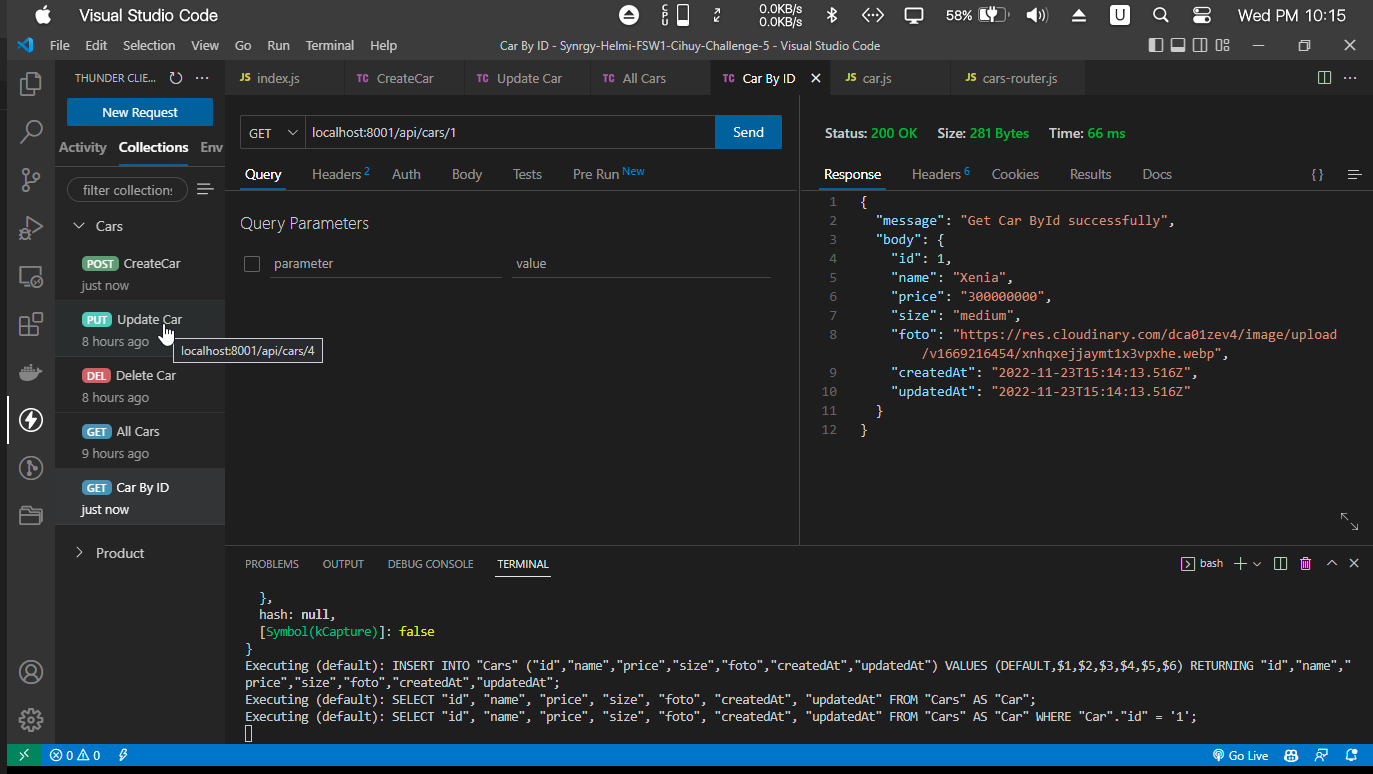 Visual Studio Code
CPU
0.0KB/s
0.0KB/s
58%
U
Wed PM 10:15
File Edit Selection View Go Run Terminal Help
Car By ID - Synrgy-Helmi-FSW1-Cihuy-Challenge-5 - Visual Studio Code
THUNDER CLIE...
JS index.js
TC CreateCar
TC Update Car
TC All Cars
TC Car By ID
JS car.js
JS cars-router.js
New Request
Activity Collections Env
filter collections
Cars
POST CreateCar
just now
PUT Update Car
8 hours ago
localhost:8001/api/cars/4
DEL Delete Car
8 hours ago
GET All Cars
9 hours ago
GET Car By ID
just now
Product
GET localhost:8001/api/cars/1 Send
Query Headers 2 Auth Body Tests Pre Run New
Query Parameters
parameter value
Status: 200 OK Size: 281 Bytes Time: 66 ms
Response Headers 6 Cookies Results Docs {}
1 {
2 "message": "Get Car ById successfully",
3 "body": {
4 "id": 1,
5 "name": "Xenia",
6 "price": "300000000",
7 "size": "medium",
8 "foto": "https://res.cloudinary.com/dca01zev4/image/upload
/v1669216454/xnhqxejjaymt1x3vpxhe.webp",
9 "createdAt": "2022-11-23T15:14:13.516Z",
10 "updatedAt": "2022-11-23T15:14:13.516Z"
11 }
12 }
PROBLEMS OUTPUT DEBUG CONSOLE TERMINAL
bash
},
hash: null,
[Symbol(kCapture)]: false
}
Executing (default): INSERT INTO "Cars" ("id","name","price","size","foto","createdAt","updatedAt") VALUES (DEFAULT,$1,$2,$3,$4,$5,$6) RETURNING "id","name","
price","size","foto","createdAt","updatedAt";
Executing (default): SELECT "id", "name", "price", "size", "foto", "createdAt", "updatedAt" FROM "Cars" AS "Car";
Executing (default): SELECT "id", "name", "price", "size", "foto", "createdAt", "updatedAt" FROM "Cars" AS "Car" WHERE "Car"."id" = '1';
0 0
Go Live